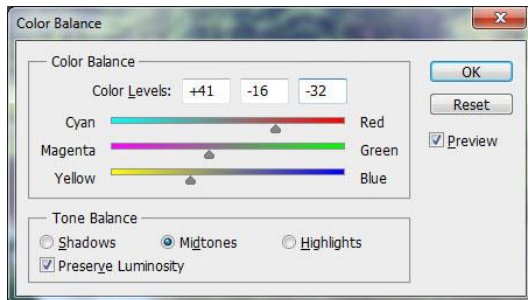 Color Balance
Color Balance
Color Levels: +41 -16 -32
Cyan Red
Magenta Green
Yellow Blue
Tone Balance
Shadows Midtones Highlights
Preserve Luminosity
OK
Reset
Preview